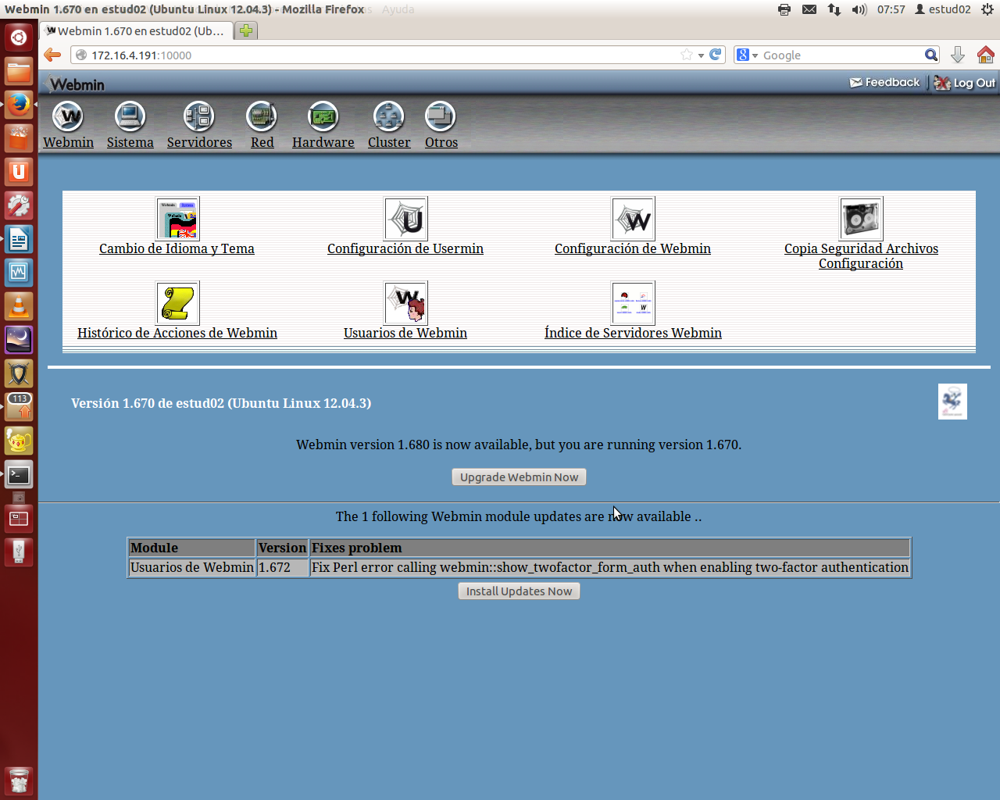 Webmin 1.670 en estud02 (Ubuntu Linux 12.04.3) - Mozilla Firefox
Ayuda
07:57
estud02
Webmin 1.670 en estud02 (Ub...
172.16.4.191:10000
Google
Webmin
Feedback
Log Out
Webmin
Sistema
Servidores
Red
Hardware
Cluster
Otros
Cambio de Idioma y Tema
Configuración de Usermin
Configuración de Webmin
Copia Seguridad Archivos
Configuración
Histórico de Acciones de Webmin
Usuarios de Webmin
Índice de Servidores Webmin
113
Versión 1.670 de estud02 (Ubuntu Linux 12.04.3)
Webmin version 1.680 is now available, but you are running version 1.670.
Upgrade Webmin Now
The 1 following Webmin module updates are now available ..
Module Version Fixes problem
Usuarios de Webmin 1.672 Fix Perl error calling webmin::show_twofactor_form_auth when enabling two-factor authentication
Install Updates Now